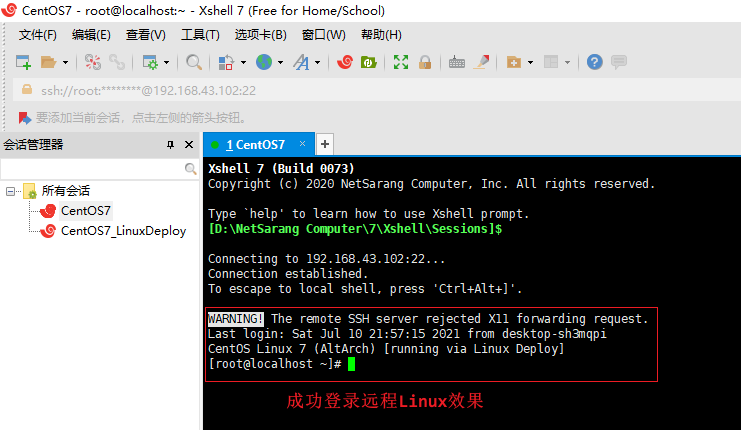 CentOS7 - root@localhost:~ - Xshell 7 (Free for Home/School)
文件(F) 编辑(E) 查看(V) 工具(T) 选项卡(B) 窗口(W) 帮助(H)
ssh://root:********@192.168.43.102:22
要添加当前会话，点击左侧的箭头按钮。
会话管理器
所有会话
CentOS7
CentOS7_LinuxDeploy
1 CentOS7
Xshell 7 (Build 0073)
Copyright (c) 2020 NetSarang Computer, Inc. All rights reserved.
Type `help' to learn how to use Xshell prompt.
[D:\NetSarang Computer\7\Xshell\Sessions]$
Connecting to 192.168.43.102:22...
Connection established.
To escape to local shell, press 'Ctrl+Alt+]'.
WARNING! The remote SSH server rejected X11 forwarding request.
Last login: Sat Jul 10 21:57:15 2021 from desktop-sh3mqpi
CentOS Linux 7 (AltArch) [running via Linux Deploy]
[root@localhost ~]#
成功登录远程Linux效果